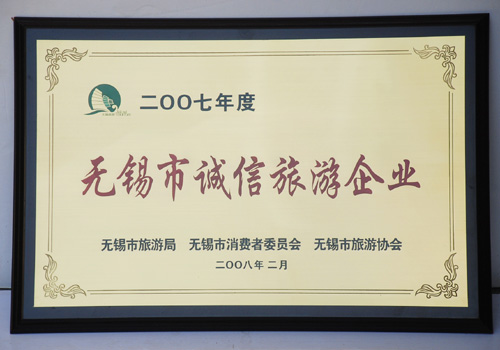 二〇〇七年度
无锡市诚信旅游企业
无锡市旅游局 无锡市消费者委员会 无锡市旅游协会
二〇〇八年二月